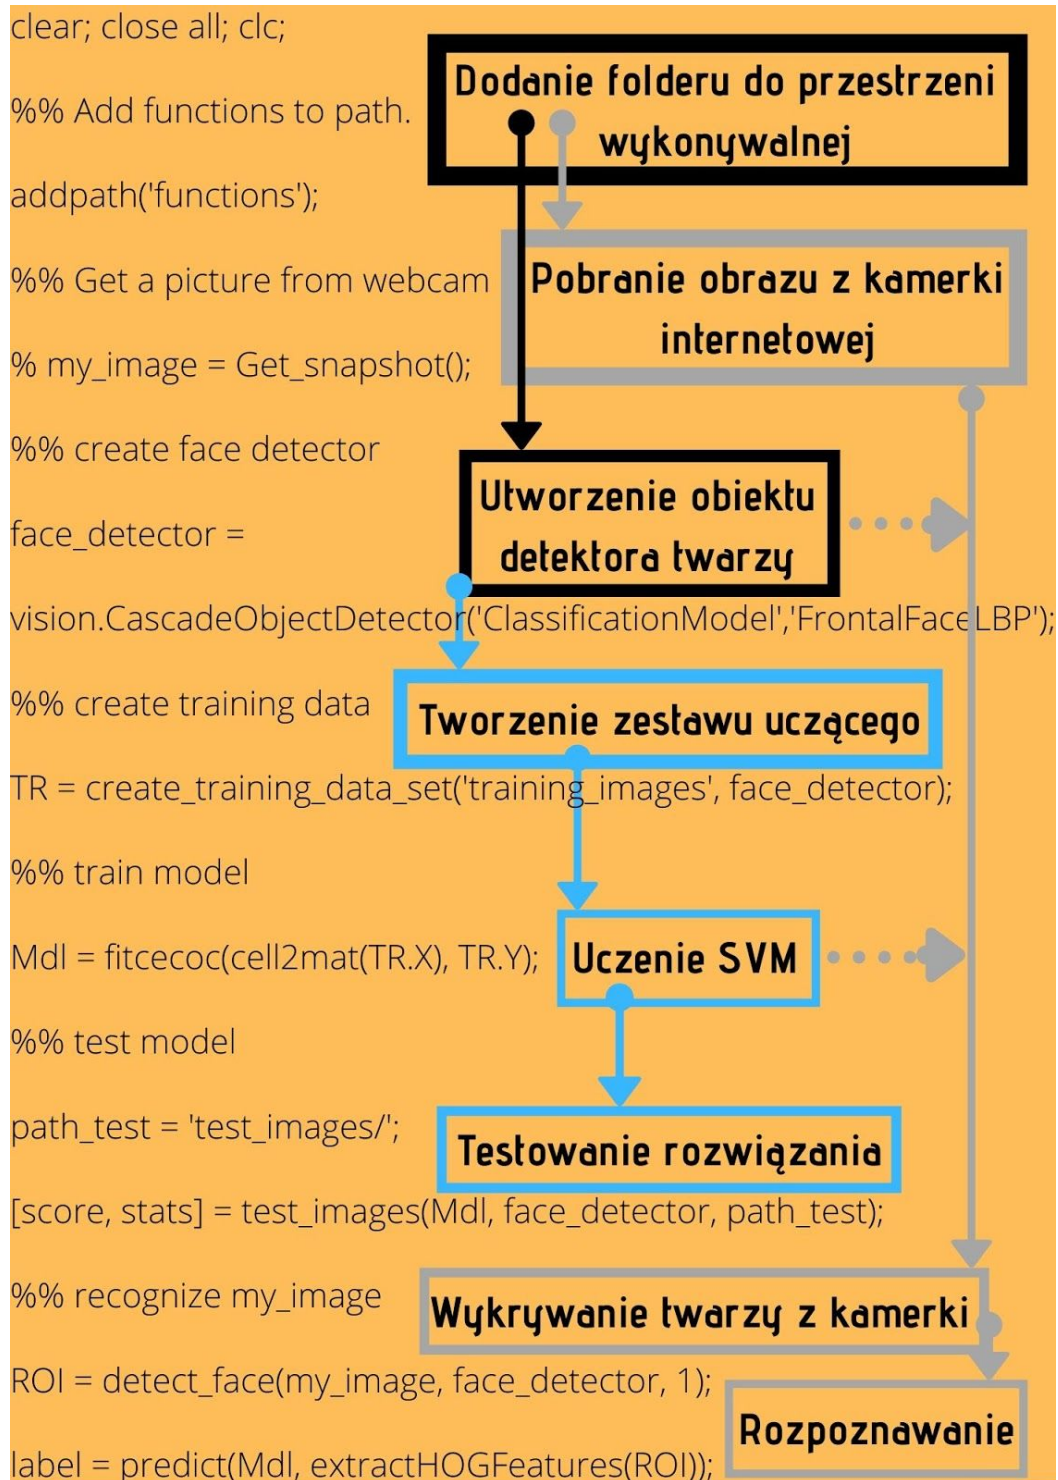 clear; close all; clc;
Dodanie folderu do przestrzeni
wykonywalnej
%% Add functions to path.
addpath('functions');
%% Get a picture from webcam
Pobranie obrazu z kamerki
internetowej
% my_image = Get_snapshot();
%% create face detector
Utworzenie obiektu
detektora twarzy
face_detector =
vision.CascadeObjectDetector('ClassificationModel','FrontalFaceLBP');
%% create training data
Tworzenie zestawu uczącego
TR = create_training_data_set('training_images', face_detector);
%% train model
Mdl = fitcecoc(cell2mat(TR.X), TR.Y);
Uczenie SVM
%% test model
path_test = 'test_images/';
Testowanie rozwiązania
[score, stats] = test_images(Mdl, face_detector, path_test);
%% recognize my_image
Wykrywanie twarzy z kamerki
ROI = detect_face(my_image, face_detector, 1);
Rozpoznawanie
label = predict(Mdl, extractHOGFeatures(ROI));